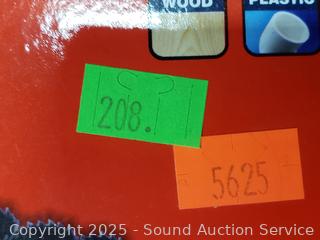 WOOD
PLASTIC
208.
5625
Copyright 2025 - Sound Auction Service